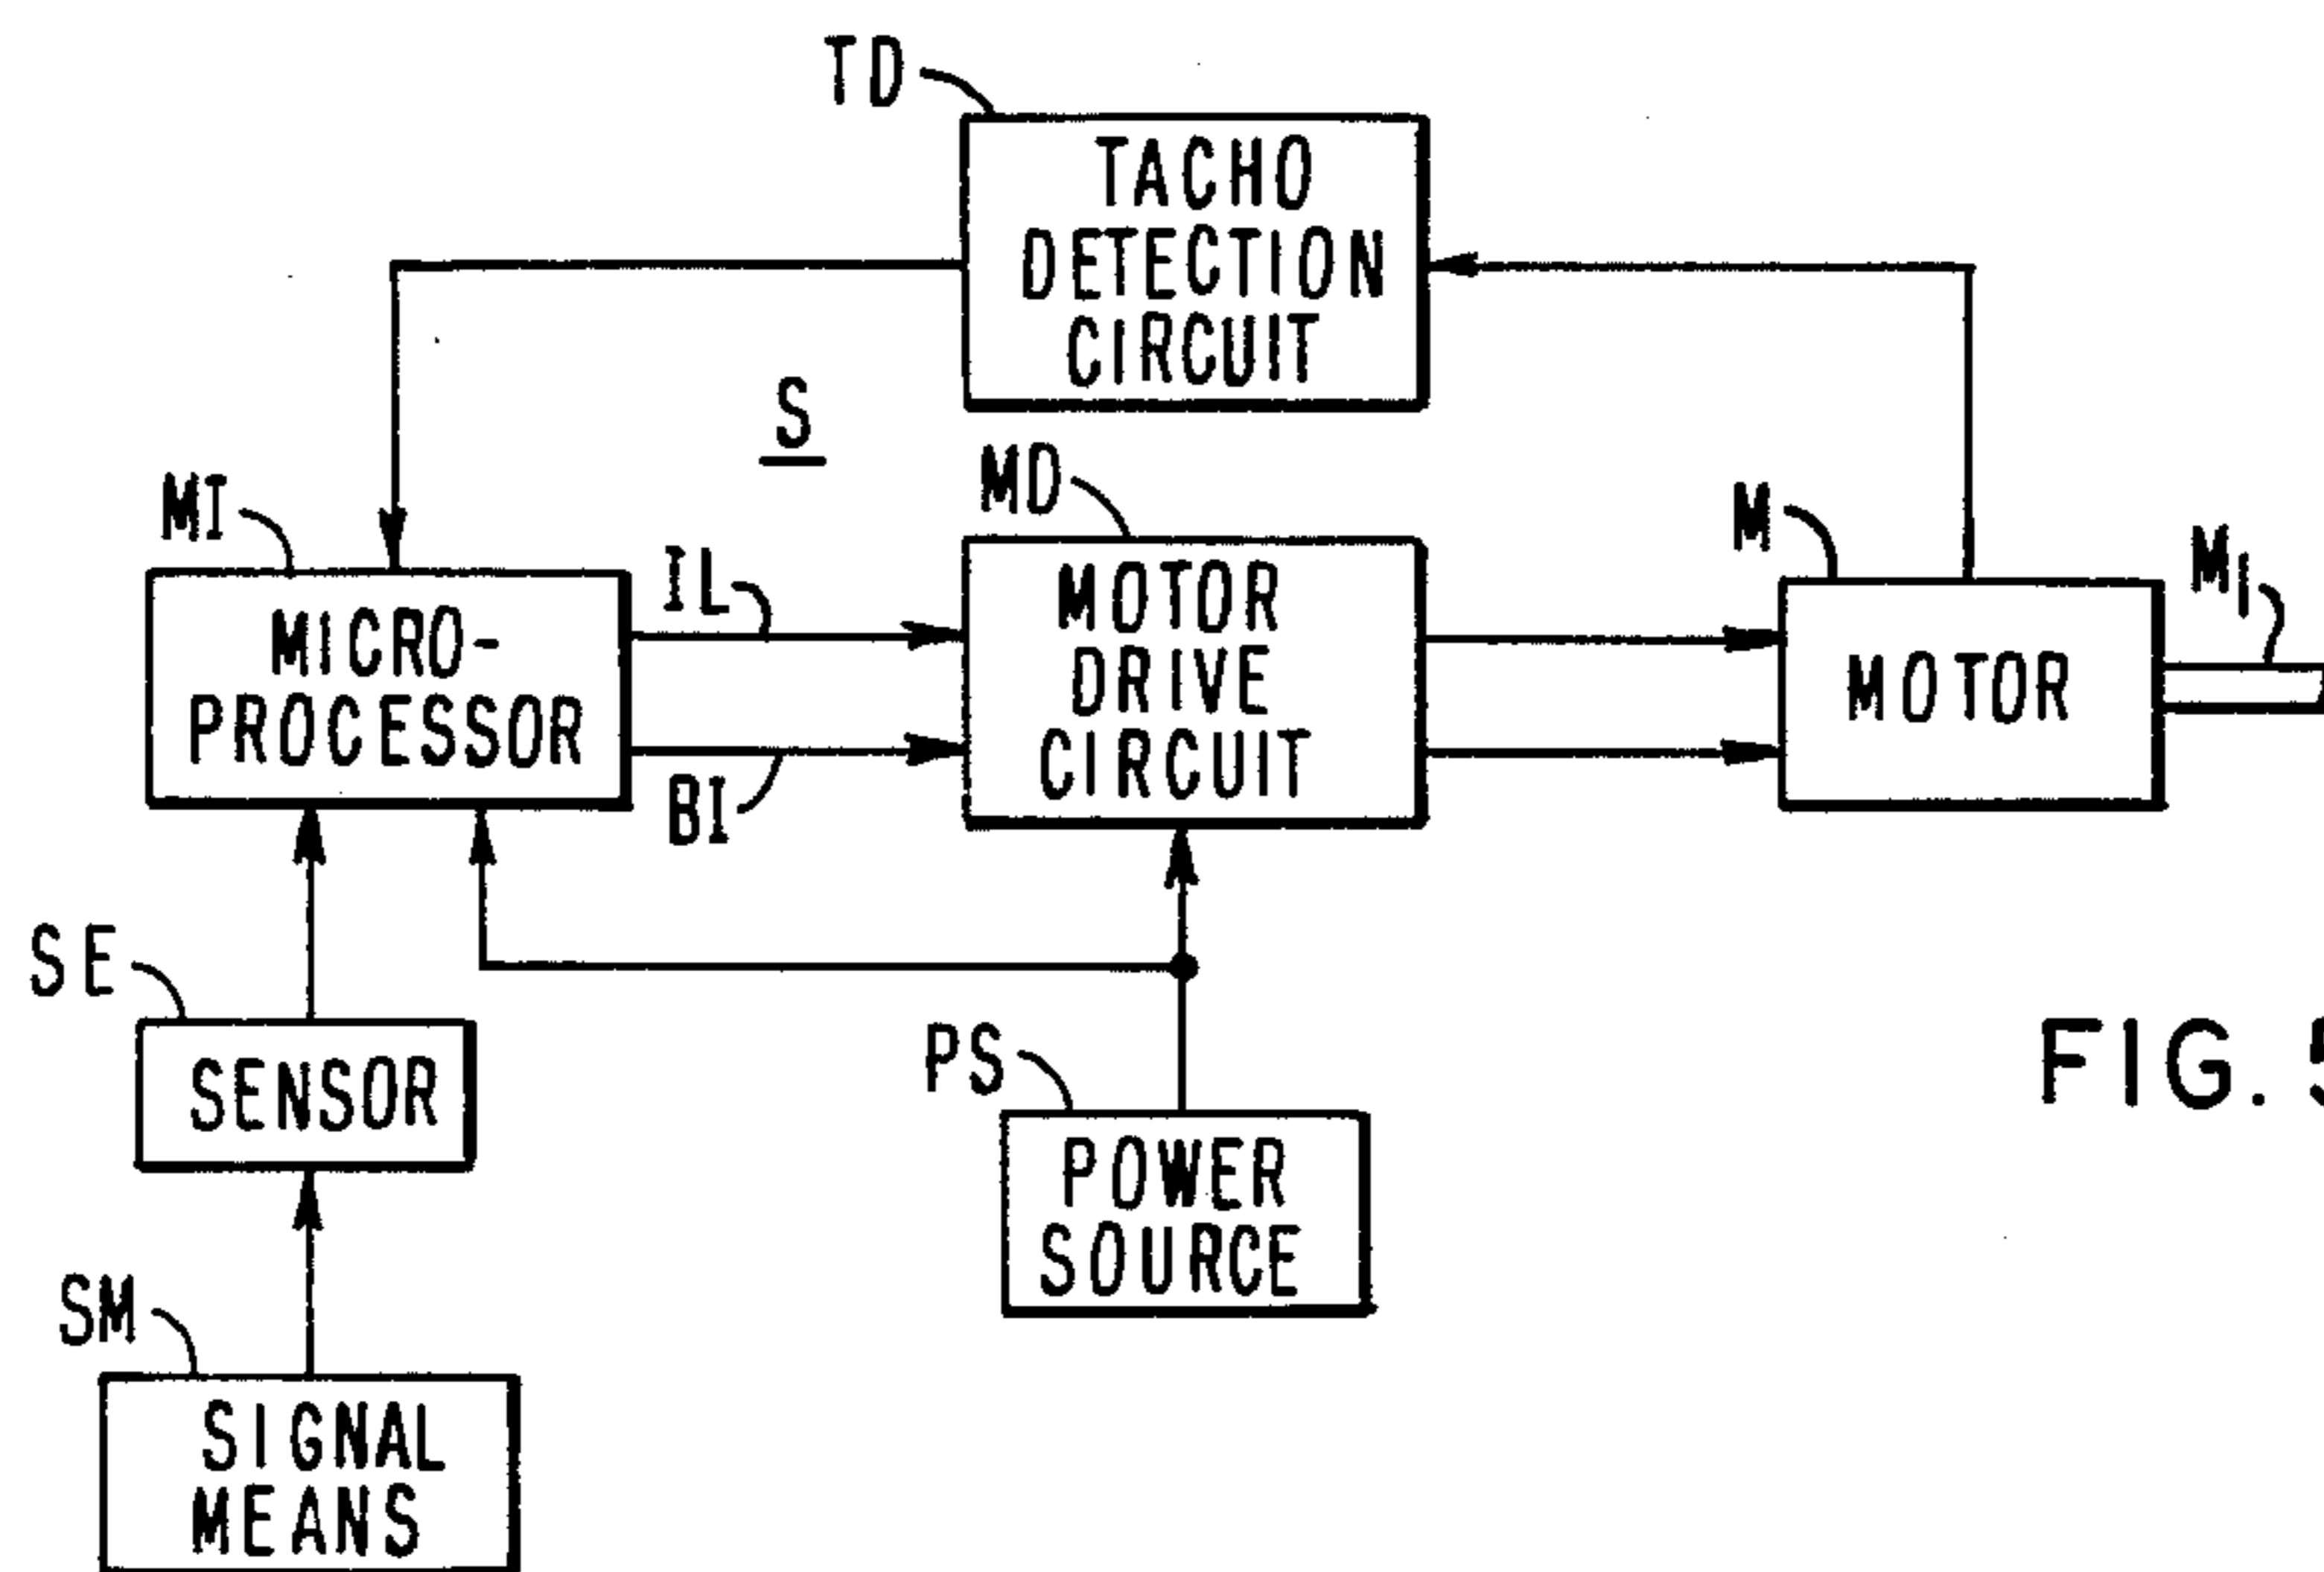 TD
TACHO
DETECTION
CIRCUIT
S
MI
MICRO-
PROCESSOR
IL
BI
MD
MOTOR
DRIVE
CIRCUIT
M
MOTOR
M1
SE
SENSOR
PS
POWER
SOURCE
SM
SIGNAL
MEANS
FIG.